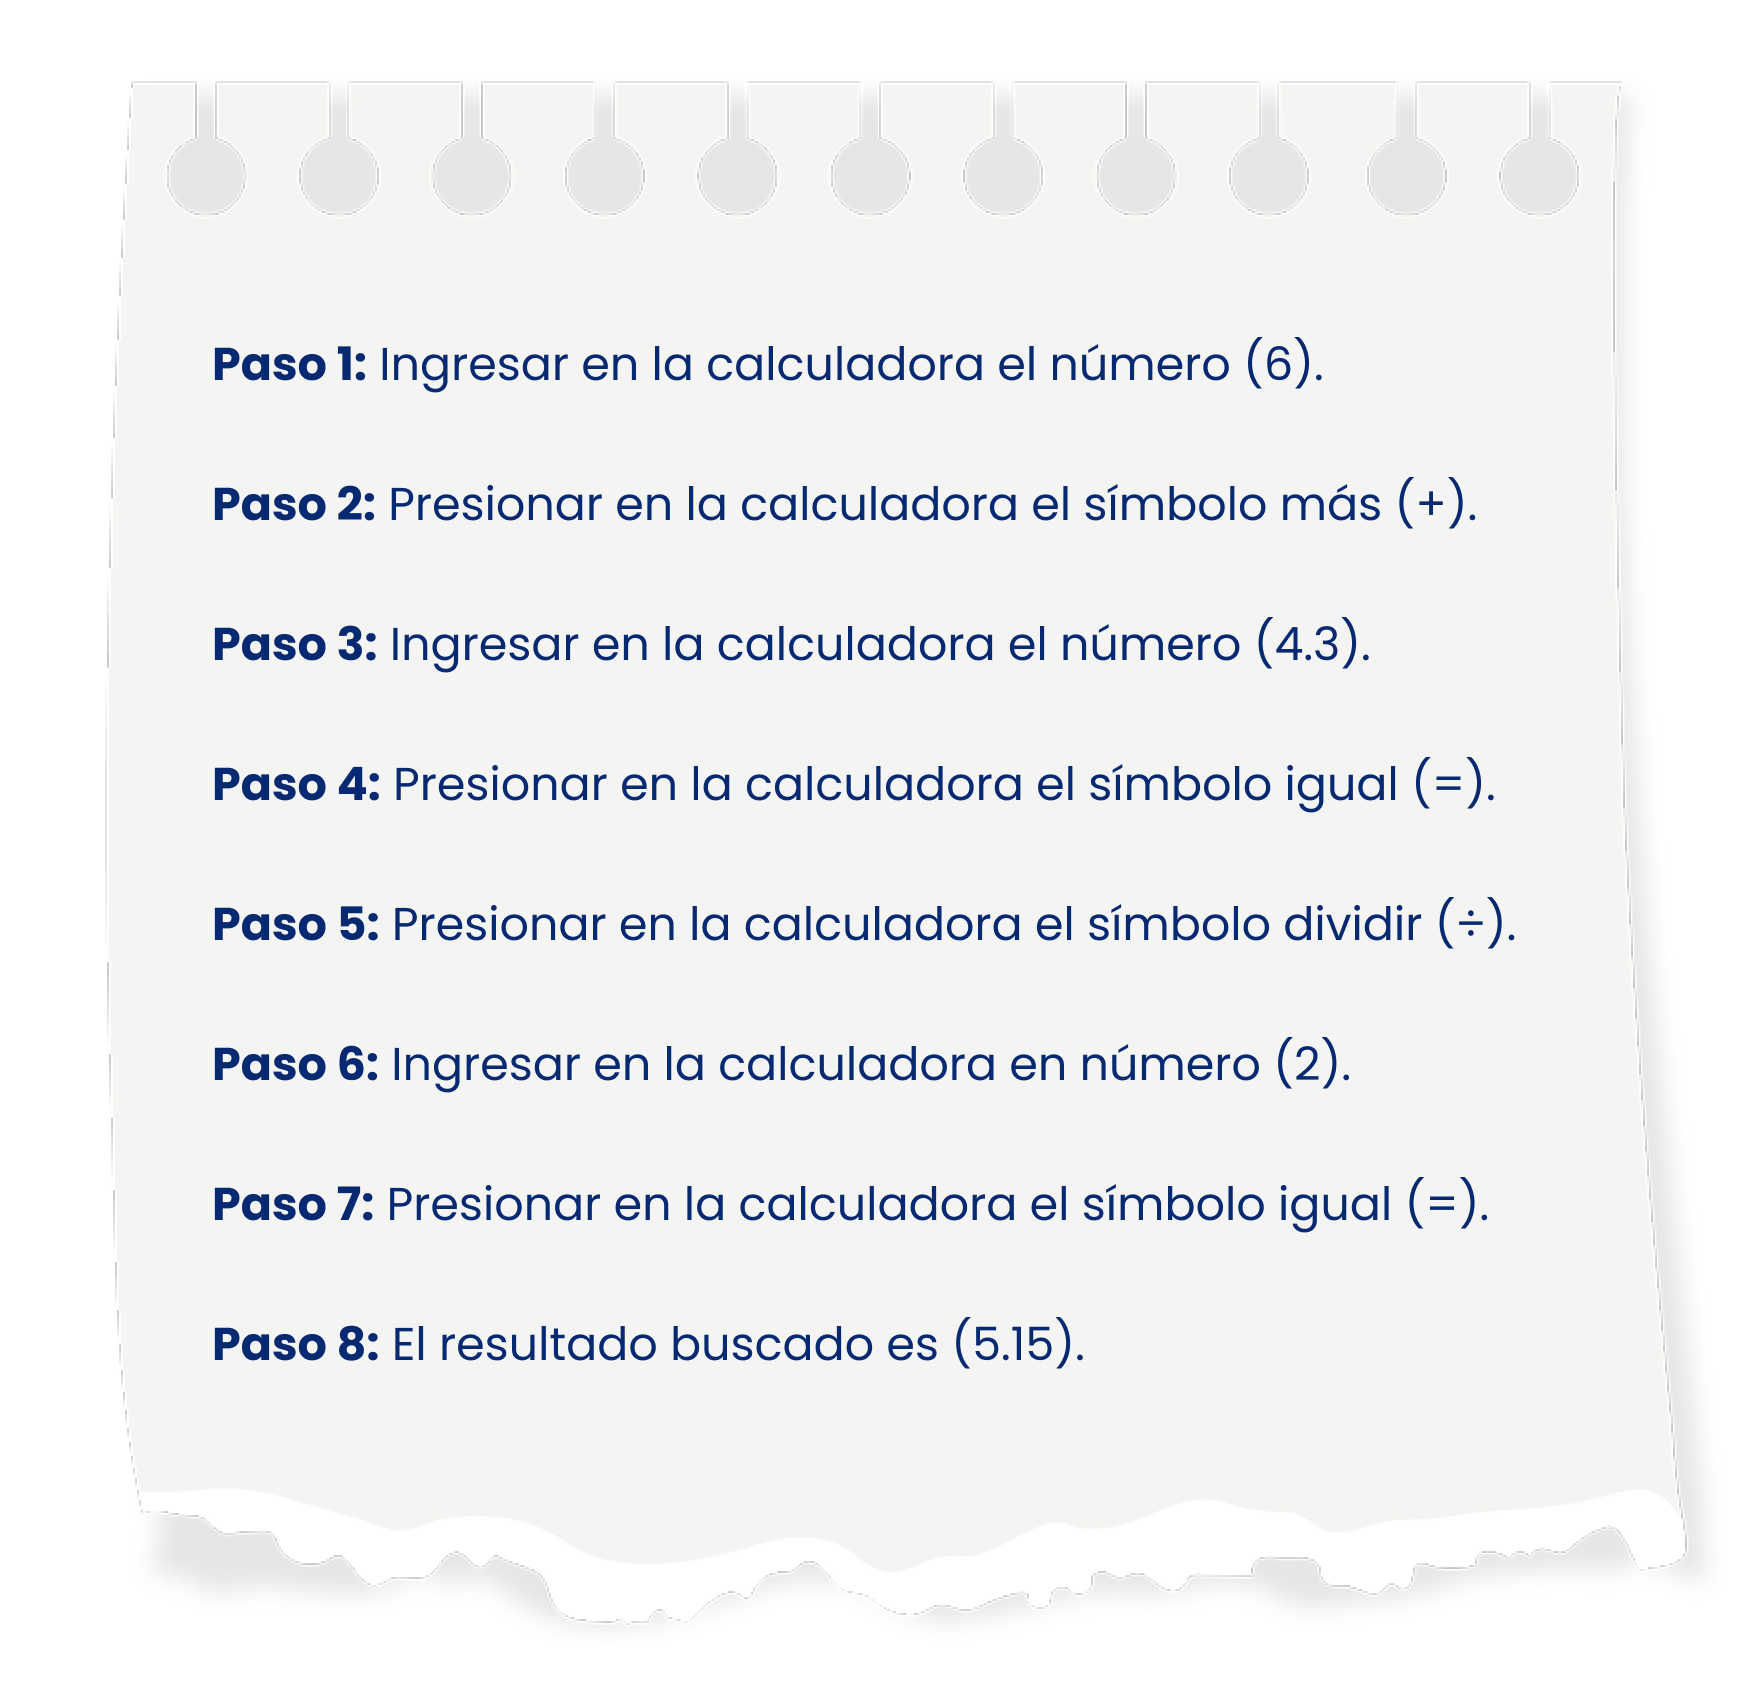 Paso 1: Ingresar en la calculadora el número (6).
Paso 2: Presionar en la calculadora el símbolo más (+).
Paso 3: Ingresar en la calculadora el número (4.3).
Paso 4: Presionar en la calculadora el símbolo igual (=).
Paso 5: Presionar en la calculadora el símbolo dividir (÷).
Paso 6: Ingresar en la calculadora en número (2).
Paso 7: Presionar en la calculadora el símbolo igual (=).
Paso 8: El resultado buscado es (5.15).